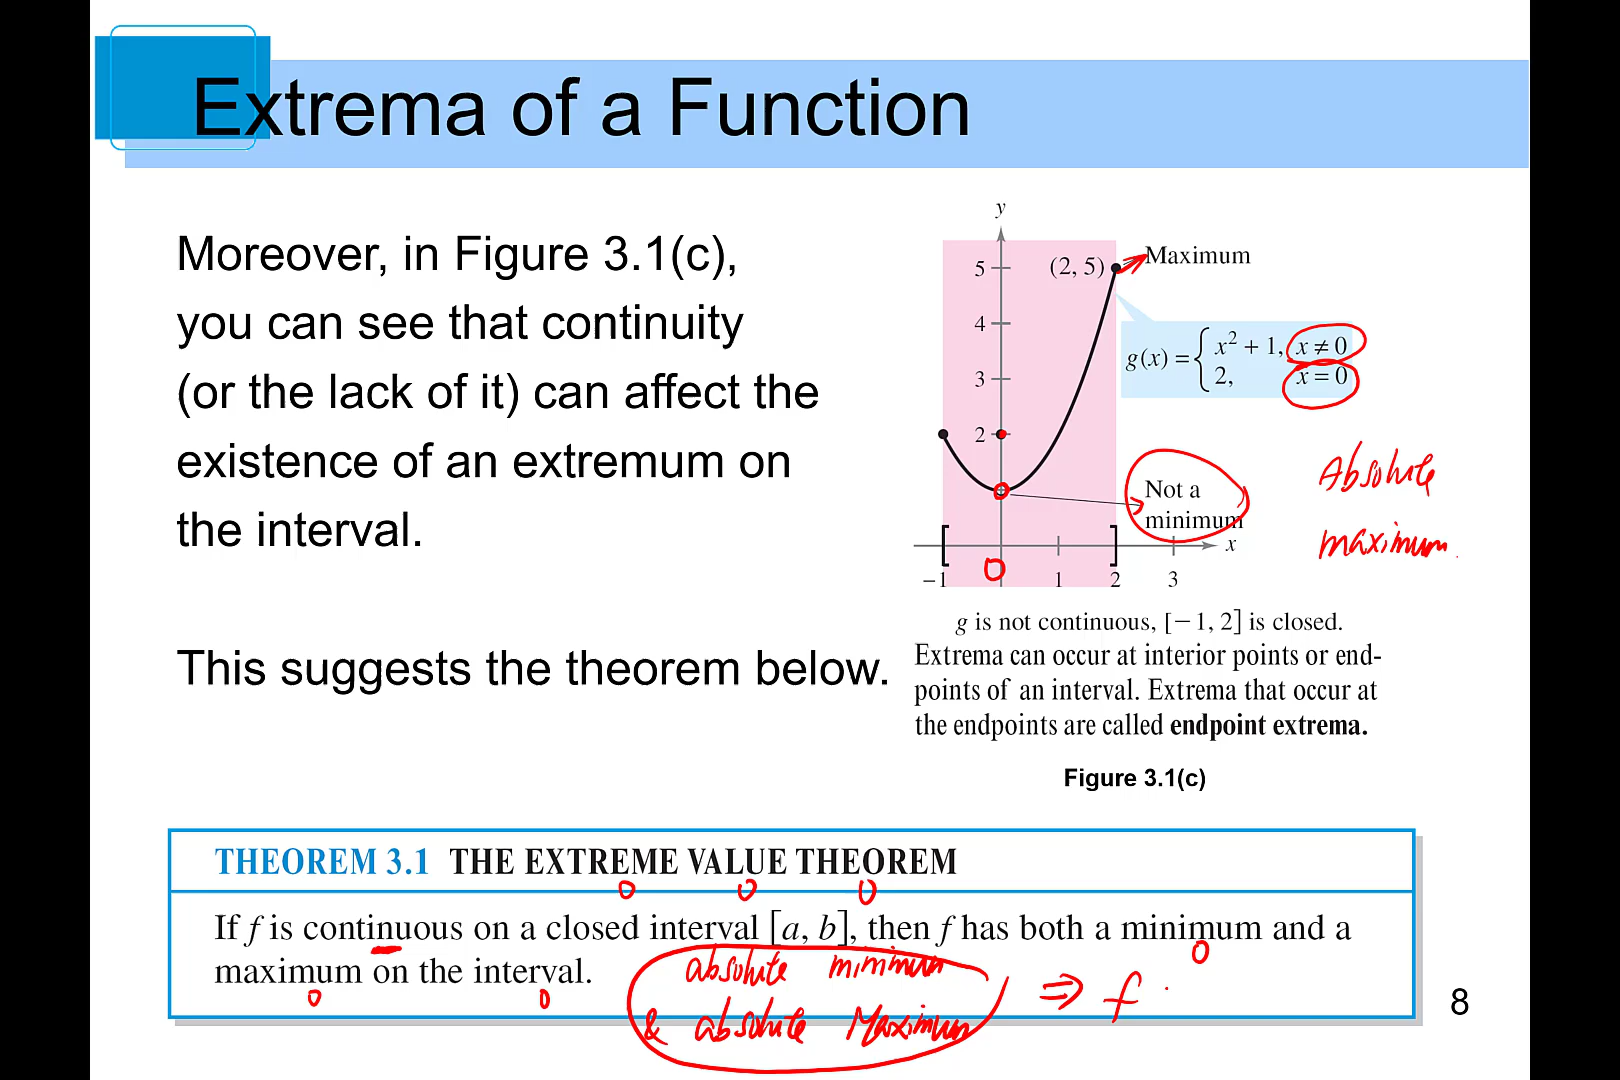 Extrema of a Function
Moreover, in Figure 3.1(c),
you can see that continuity
(or the lack of it) can affect the
existence of an extremum on
the interval.
This suggests the theorem below.
y
5
(2, 5)
Maximum
4
g(x) = { x² + 1, x ≠ 0
2, x = 0
3
2
Absolute
maximum.
Not a
minimum
x
0
−1 1 2 3
g is not continuous, [−1, 2] is closed.
Extrema can occur at interior points or end-
points of an interval. Extrema that occur at
the endpoints are called endpoint extrema.
Figure 3.1(c)
THEOREM 3.1 THE EXTREME VALUE THEOREM
If f is continuous on a closed interval [a, b], then f has both a minimum and a
maximum on the interval.
absolute minimum
& absolute Maximum
⇒ f
8